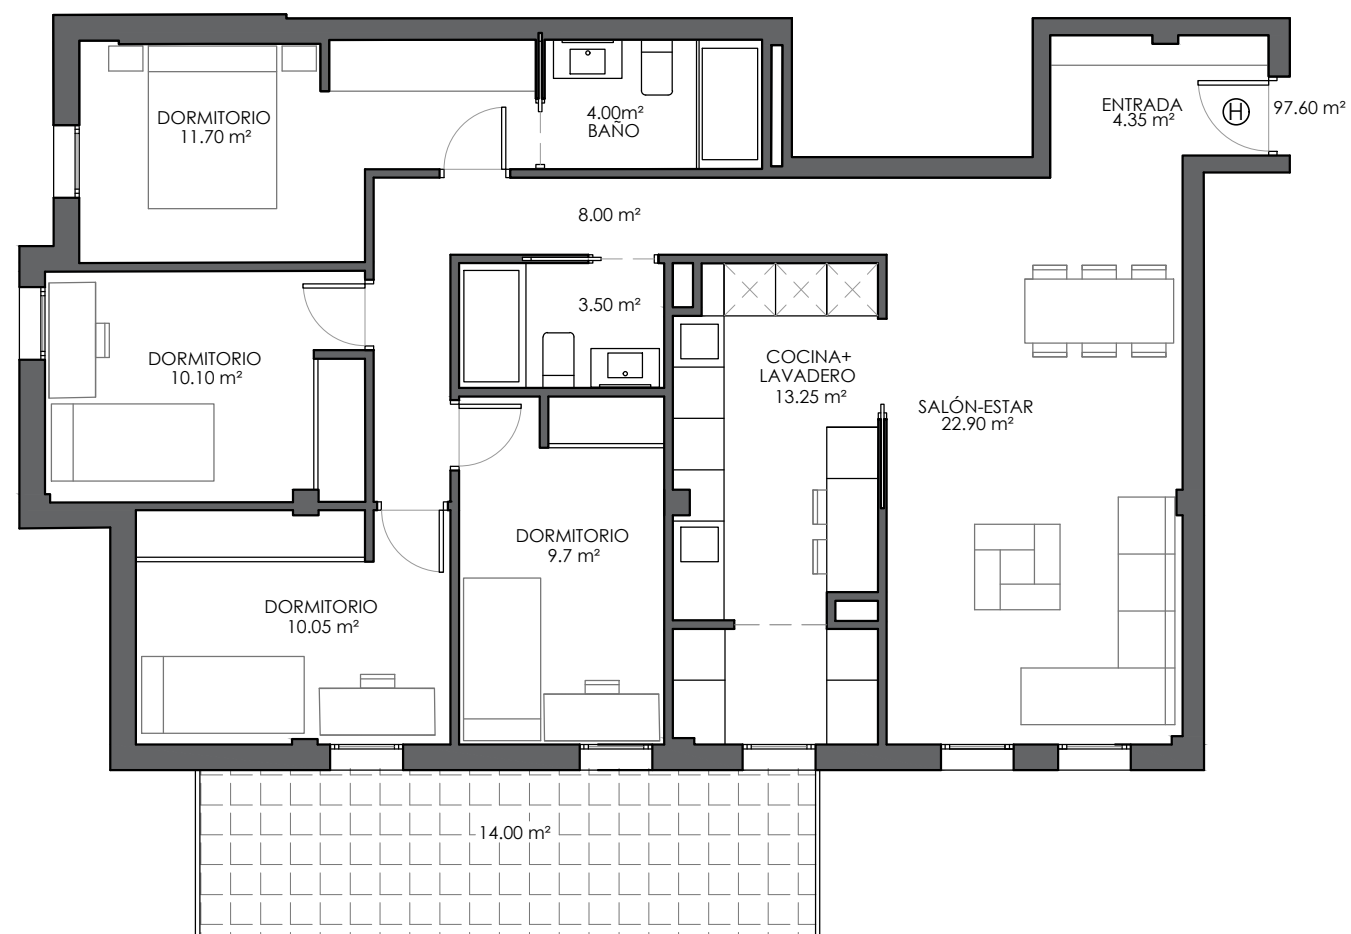 DORMITORIO
11.70 m²
4.00m²
BAÑO
ENTRADA
4.35 m²
H
97.60 m²
8.00 m²
3.50 m²
DORMITORIO
10.10 m²
COCINA+
LAVADERO
13.25 m²
SALÓN-ESTAR
22.90 m²
DORMITORIO
9.7 m²
DORMITORIO
10.05 m²
14.00 m²